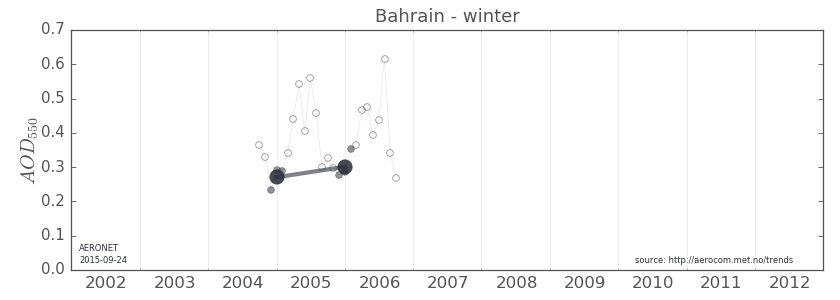 Bahrain - winter
0.7
0.6
0.5
0.4
0.3
0.2
0.1
0.0
AOD550
AERONET
2015-09-24
source: http://aerocom.met.no/trends
2002 2003 2004 2005 2006 2007 2008 2009 2010 2011 2012